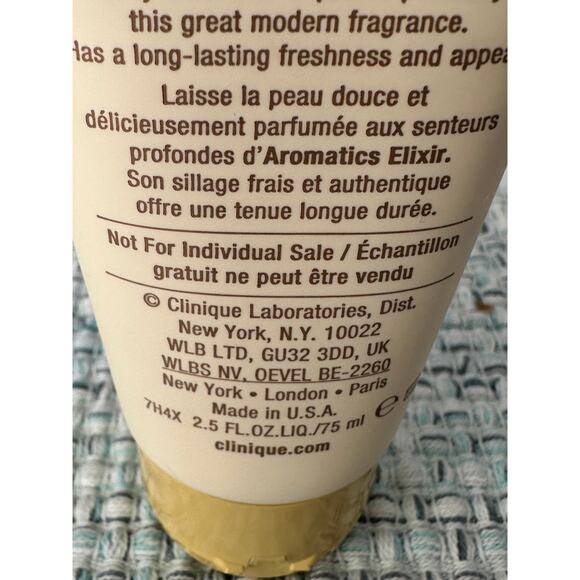 this great modern fragrance.
Has a long-lasting freshness and appea
Laisse la peau douce et
délicieusement parfumée aux senteurs
profondes d'Aromatics Elixir.
Son sillage frais et authentique
offre une tenue longue durée.
Not For Individual Sale / Échantillon
gratuit ne peut être vendu
© Clinique Laboratories, Dist.
New York, N.Y. 10022
WLB LTD, GU32 3DD, UK
WLBS NV, OEVEL BE-2260
New York • London • Paris
Made in U.S.A.
7H4X 2.5 FL.OZ.LIQ./75 ml ℮
clinique.com